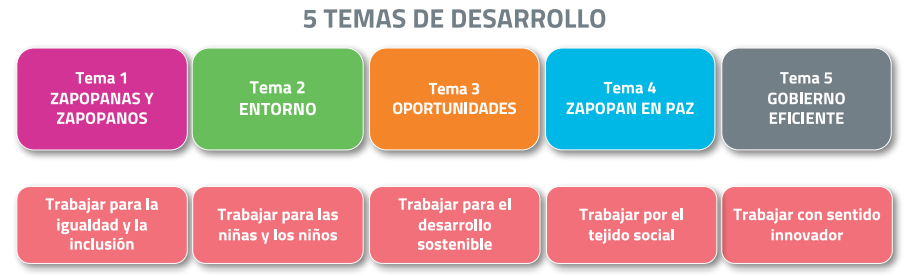 5 TEMAS DE DESARROLLO
Tema 1
ZAPOPANAS Y
ZAPOPANOS
Tema 2
ENTORNO
Tema 3
OPORTUNIDADES
Tema 4
ZAPOPAN EN PAZ
Tema 5
GOBIERNO
EFICIENTE
Trabajar para la
igualdad y la
inclusión
Trabajar para las
niñas y los niños
Trabajar para el
desarrollo
sostenible
Trabajar por el
tejido social
Trabajar con sentido
innovador